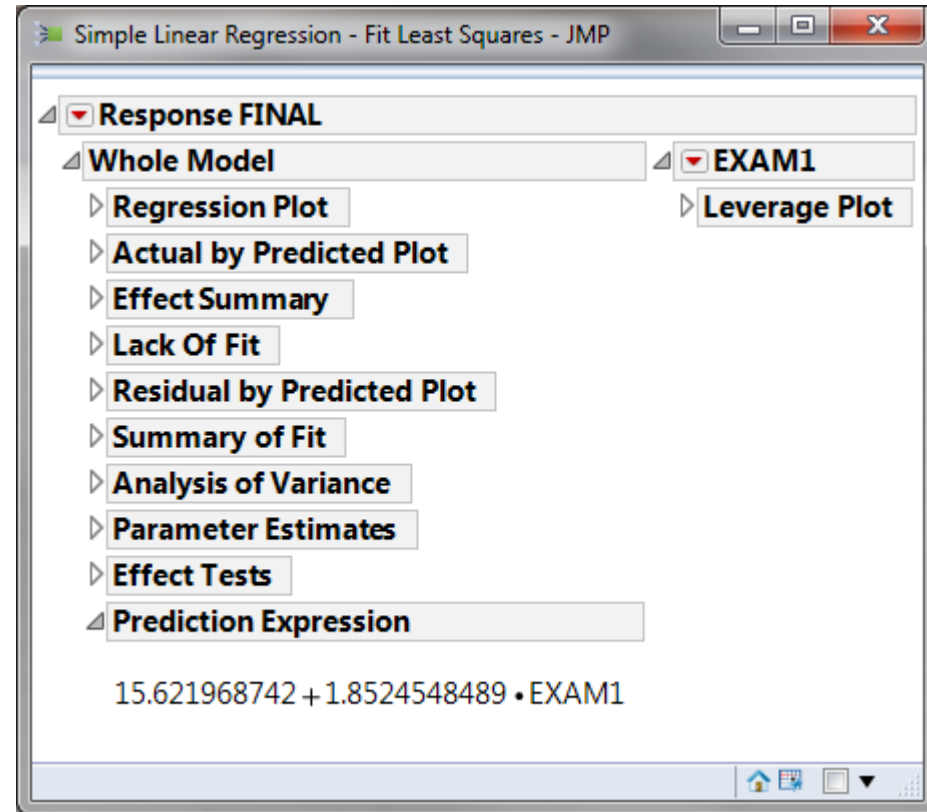 Simple Linear Regression - Fit Least Squares - JMP
Response FINAL
Whole Model
Regression Plot
Actual by Predicted Plot
Effect Summary
Lack Of Fit
Residual by Predicted Plot
Summary of Fit
Analysis of Variance
Parameter Estimates
Effect Tests
Prediction Expression
15.621968742 + 1.8524548489 • EXAM1
EXAM1
Leverage Plot